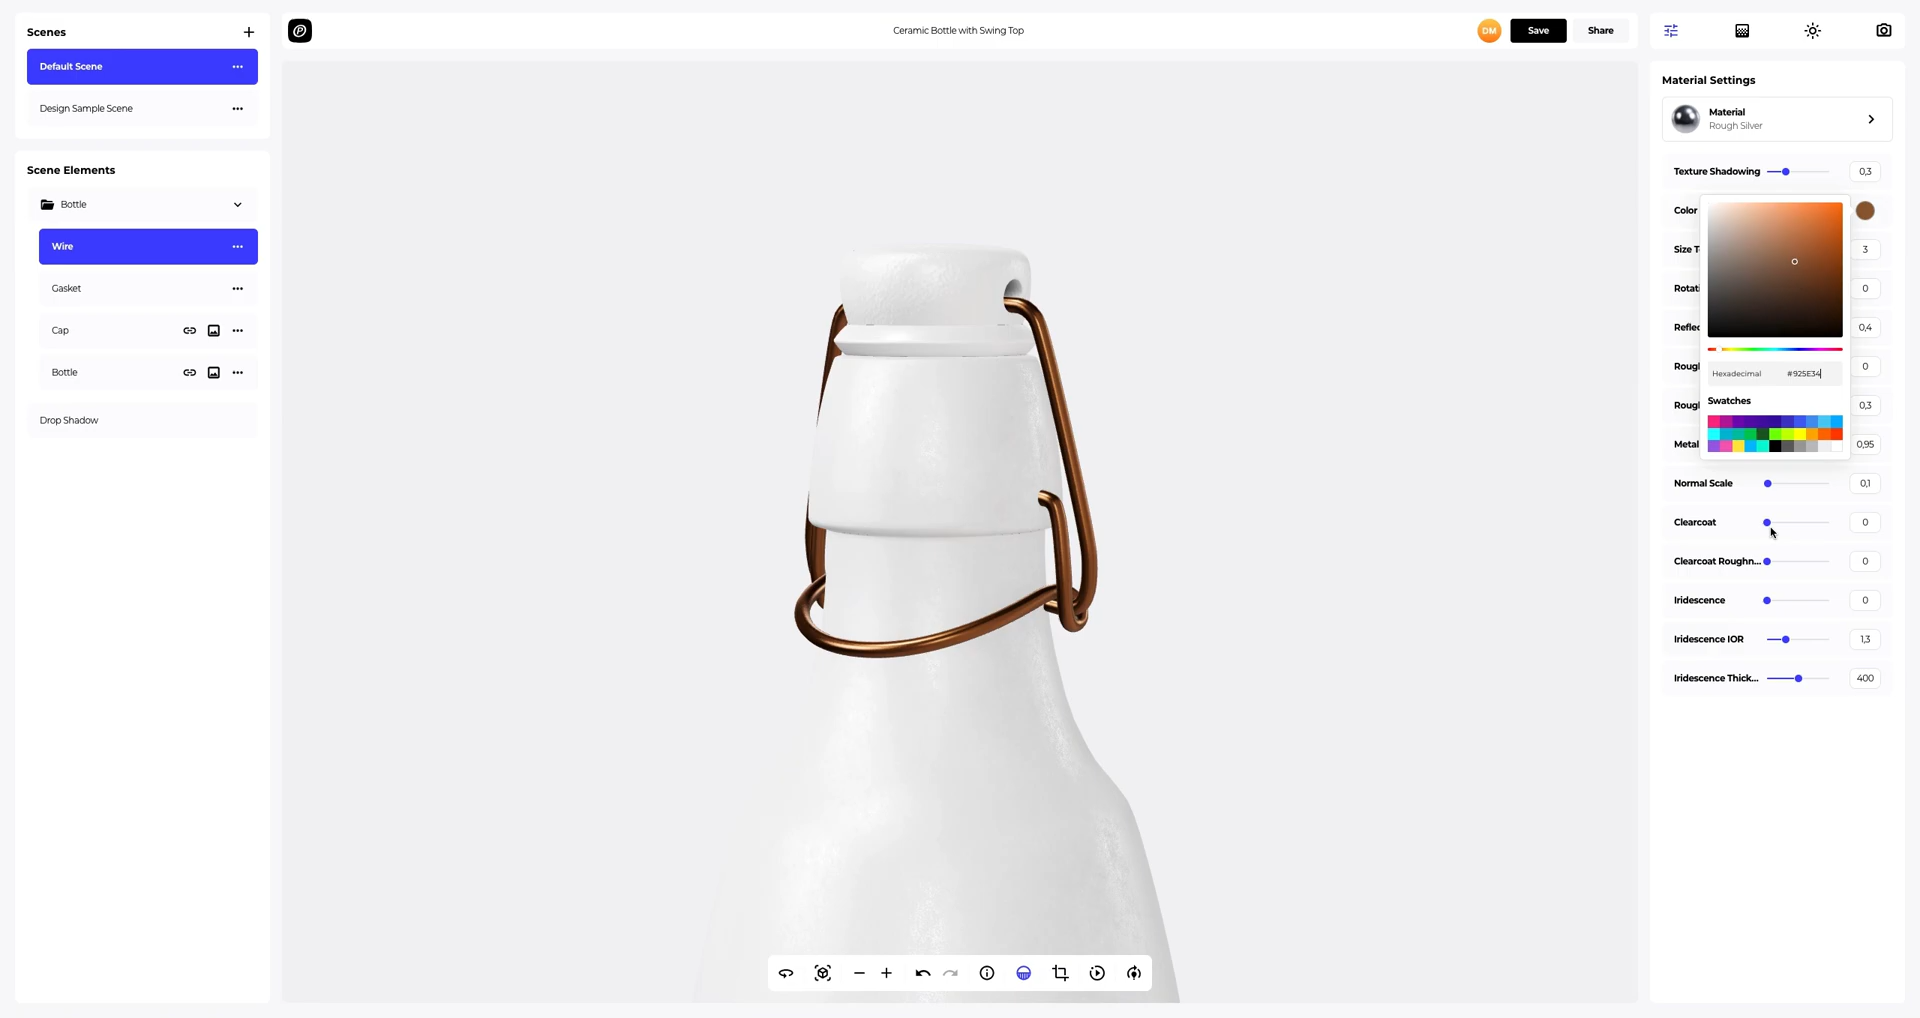 Scenes
Default Scene
Design Sample Scene
Scene Elements
Bottle
Wire
Gasket
Cap
Bottle
Drop Shadow
Ceramic Bottle with Swing Top
DM
Save
Share
Material Settings
Material
Rough Silver
Texture Shadowing 0,3
Color
Size T 3
Rotati 0
Reflec 0,4
Rough 0
Rough 0,3
Metal 0,95
Hexadecimal #925E34
Swatches
Normal Scale 0,1
Clearcoat 0
Clearcoat Roughn... 0
Iridescence 0
Iridescence IOR 1,3
Iridescence Thick... 400